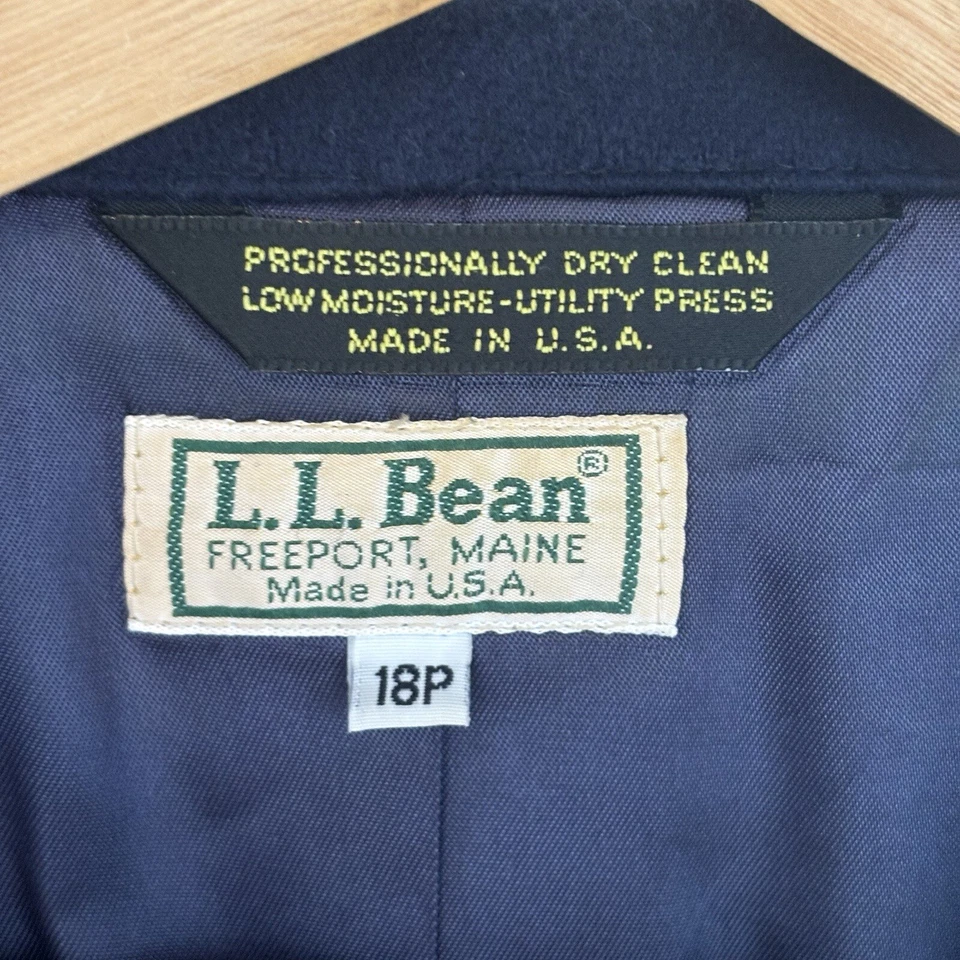 PROFESSIONALLY DRY CLEAN
LOW MOISTURE-UTILITY PRESS
MADE IN U.S.A.
L.L. Bean®
FREEPORT, MAINE
Made in U.S.A.
18P